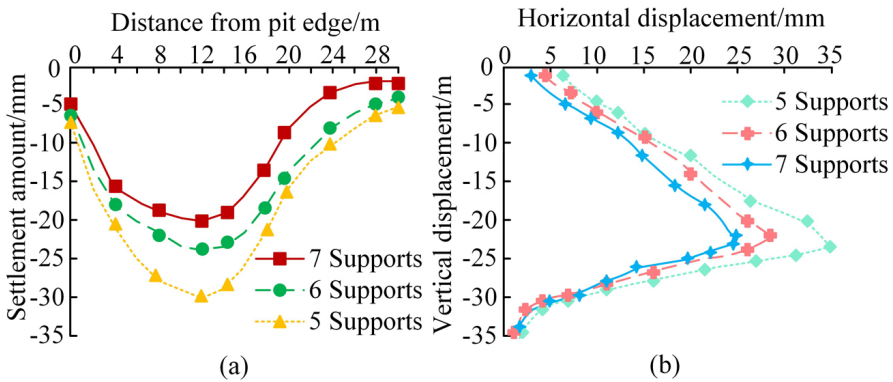 Distance from pit edge/m
0 4 8 12 16 20 24 28
Settlement amount/mm
0
-5
-10
-15
-20
-25
-30
-35
7 Supports
6 Supports
5 Supports
(a)
Horizontal displacement/mm
0 5 10 15 20 25 30 35
Vertical displacement/m
0
-5
-10
-15
-20
-25
-30
-35
5 Supports
6 Supports
7 Supports
(b)